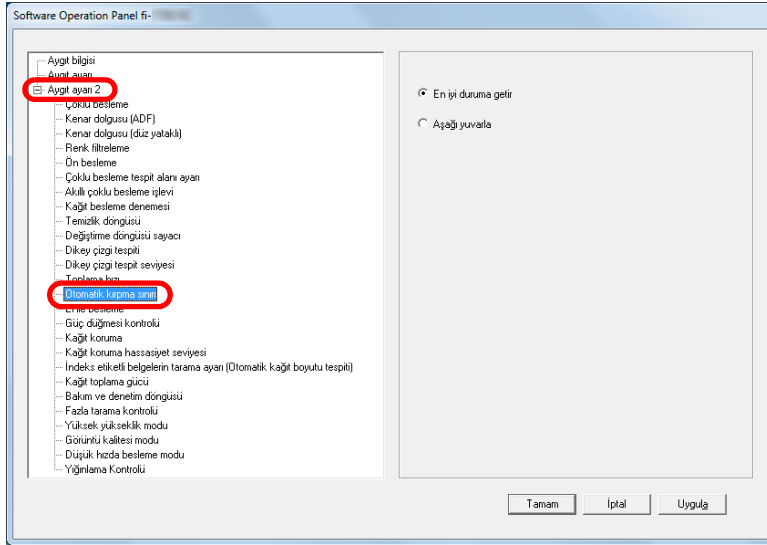 Software Operation Panel fi-
Aygıt bilgisi
Aygıt ayarı
Aygıt ayarı 2
Çoklu besleme
Kenar dolgusu (ADF)
Kenar dolgusu (düz yataklı)
Renk filtreleme
Ön besleme
Çoklu besleme tespit alanı ayarı
Akıllı çoklu besleme işlevi
Kağıt besleme denemesi
Temizlik döngüsü
Değiştirme döngüsü sayacı
Dikey çizgi tespiti
Dikey çizgi tespit seviyesi
Toplama hızı
Otomatik kırpma sınırı
Elle besleme
Güç düğmesi kontrolü
Kağıt koruma
Kağıt koruma hassasiyet seviyesi
İndeks etiketli belgelerin tarama ayarı (Otomatik kağıt boyutu tespiti)
Kağıt toplama gücü
Bakım ve denetim döngüsü
Fazla tarama kontrolü
Yüksek yükseklik modu
Görüntü kalitesi modu
Düşük hızda besleme modu
Yığınlama Kontrolü
En iyi duruma getir
Aşağı yuvarla
Tamam
İptal
Uygula